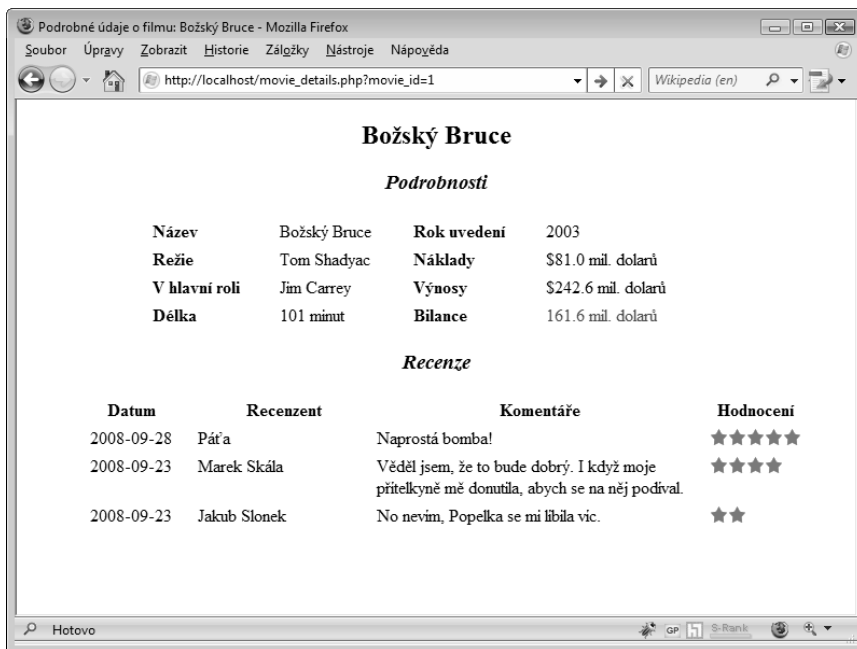 Podrobné údaje o filmu: Božský Bruce - Mozilla Firefox
Soubor Úpravy Zobrazit Historie Záložky Nástroje Nápověda
http://localhost/movie_details.php?movie_id=1 Wikipedia (en)
Božský Bruce
Podrobnosti
Název Božský Bruce Rok uvedení 2003
Režie Tom Shadyac Náklady $81.0 mil. dolarů
V hlavní roli Jim Carrey Výnosy $242.6 mil. dolarů
Délka 101 minut Bilance 161.6 mil. dolarů
Recenze
Datum Recenzent Komentáře Hodnocení
2008-09-28 Páťa Naprostá bomba!
2008-09-23 Marek Skála Věděl jsem, že to bude dobrý. I když moje
přítelkyně mě donutila, abych se na něj podíval.
2008-09-23 Jakub Slonek No nevím, Popelka se mi líbila víc.
Hotovo GP S-Rank